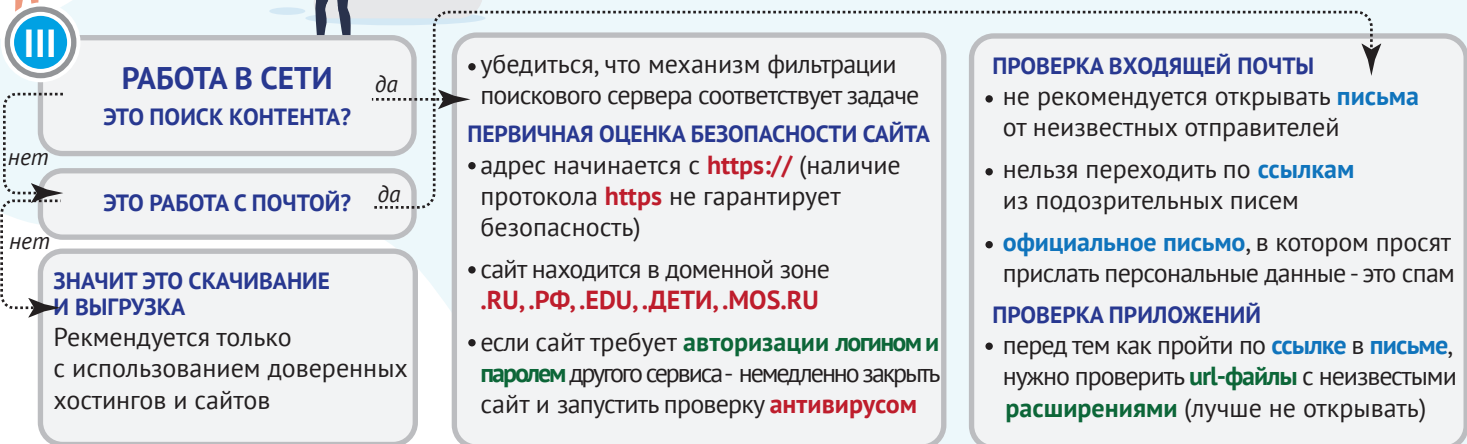 III
РАБОТА В СЕТИ
ЭТО ПОИСК КОНТЕНТА?
да
нет
ЭТО РАБОТА С ПОЧТОЙ?
да
нет
ЗНАЧИТ ЭТО СКАЧИВАНИЕ
И ВЫГРУЗКА
Рекмендуется только
с использованием доверенных
хостингов и сайтов
• убедиться, что механизм фильтрации
поискового сервера соответствует задаче
ПЕРВИЧНАЯ ОЦЕНКА БЕЗОПАСНОСТИ САЙТА
• адрес начинается с https:// (наличие
протокола https не гарантирует
безопасность)
• сайт находится в доменной зоне
.RU, .РФ, .EDU, .ДЕТИ, .MOS.RU
• если сайт требует авторизации логином и
паролем другого сервиса - немедленно закрыть
сайт и запустить проверку антивирусом
ПРОВЕРКА ВХОДЯЩЕЙ ПОЧТЫ
• не рекомендуется открывать письма
от неизвестных отправителей
• нельзя переходить по ссылкам
из подозрительных писем
• официальное письмо, в котором просят
прислать персональные данные - это спам
ПРОВЕРКА ПРИЛОЖЕНИЙ
• перед тем как пройти по ссылке в письме,
нужно проверить url-файлы с неизвестыми
расширениями (лучше не открывать)